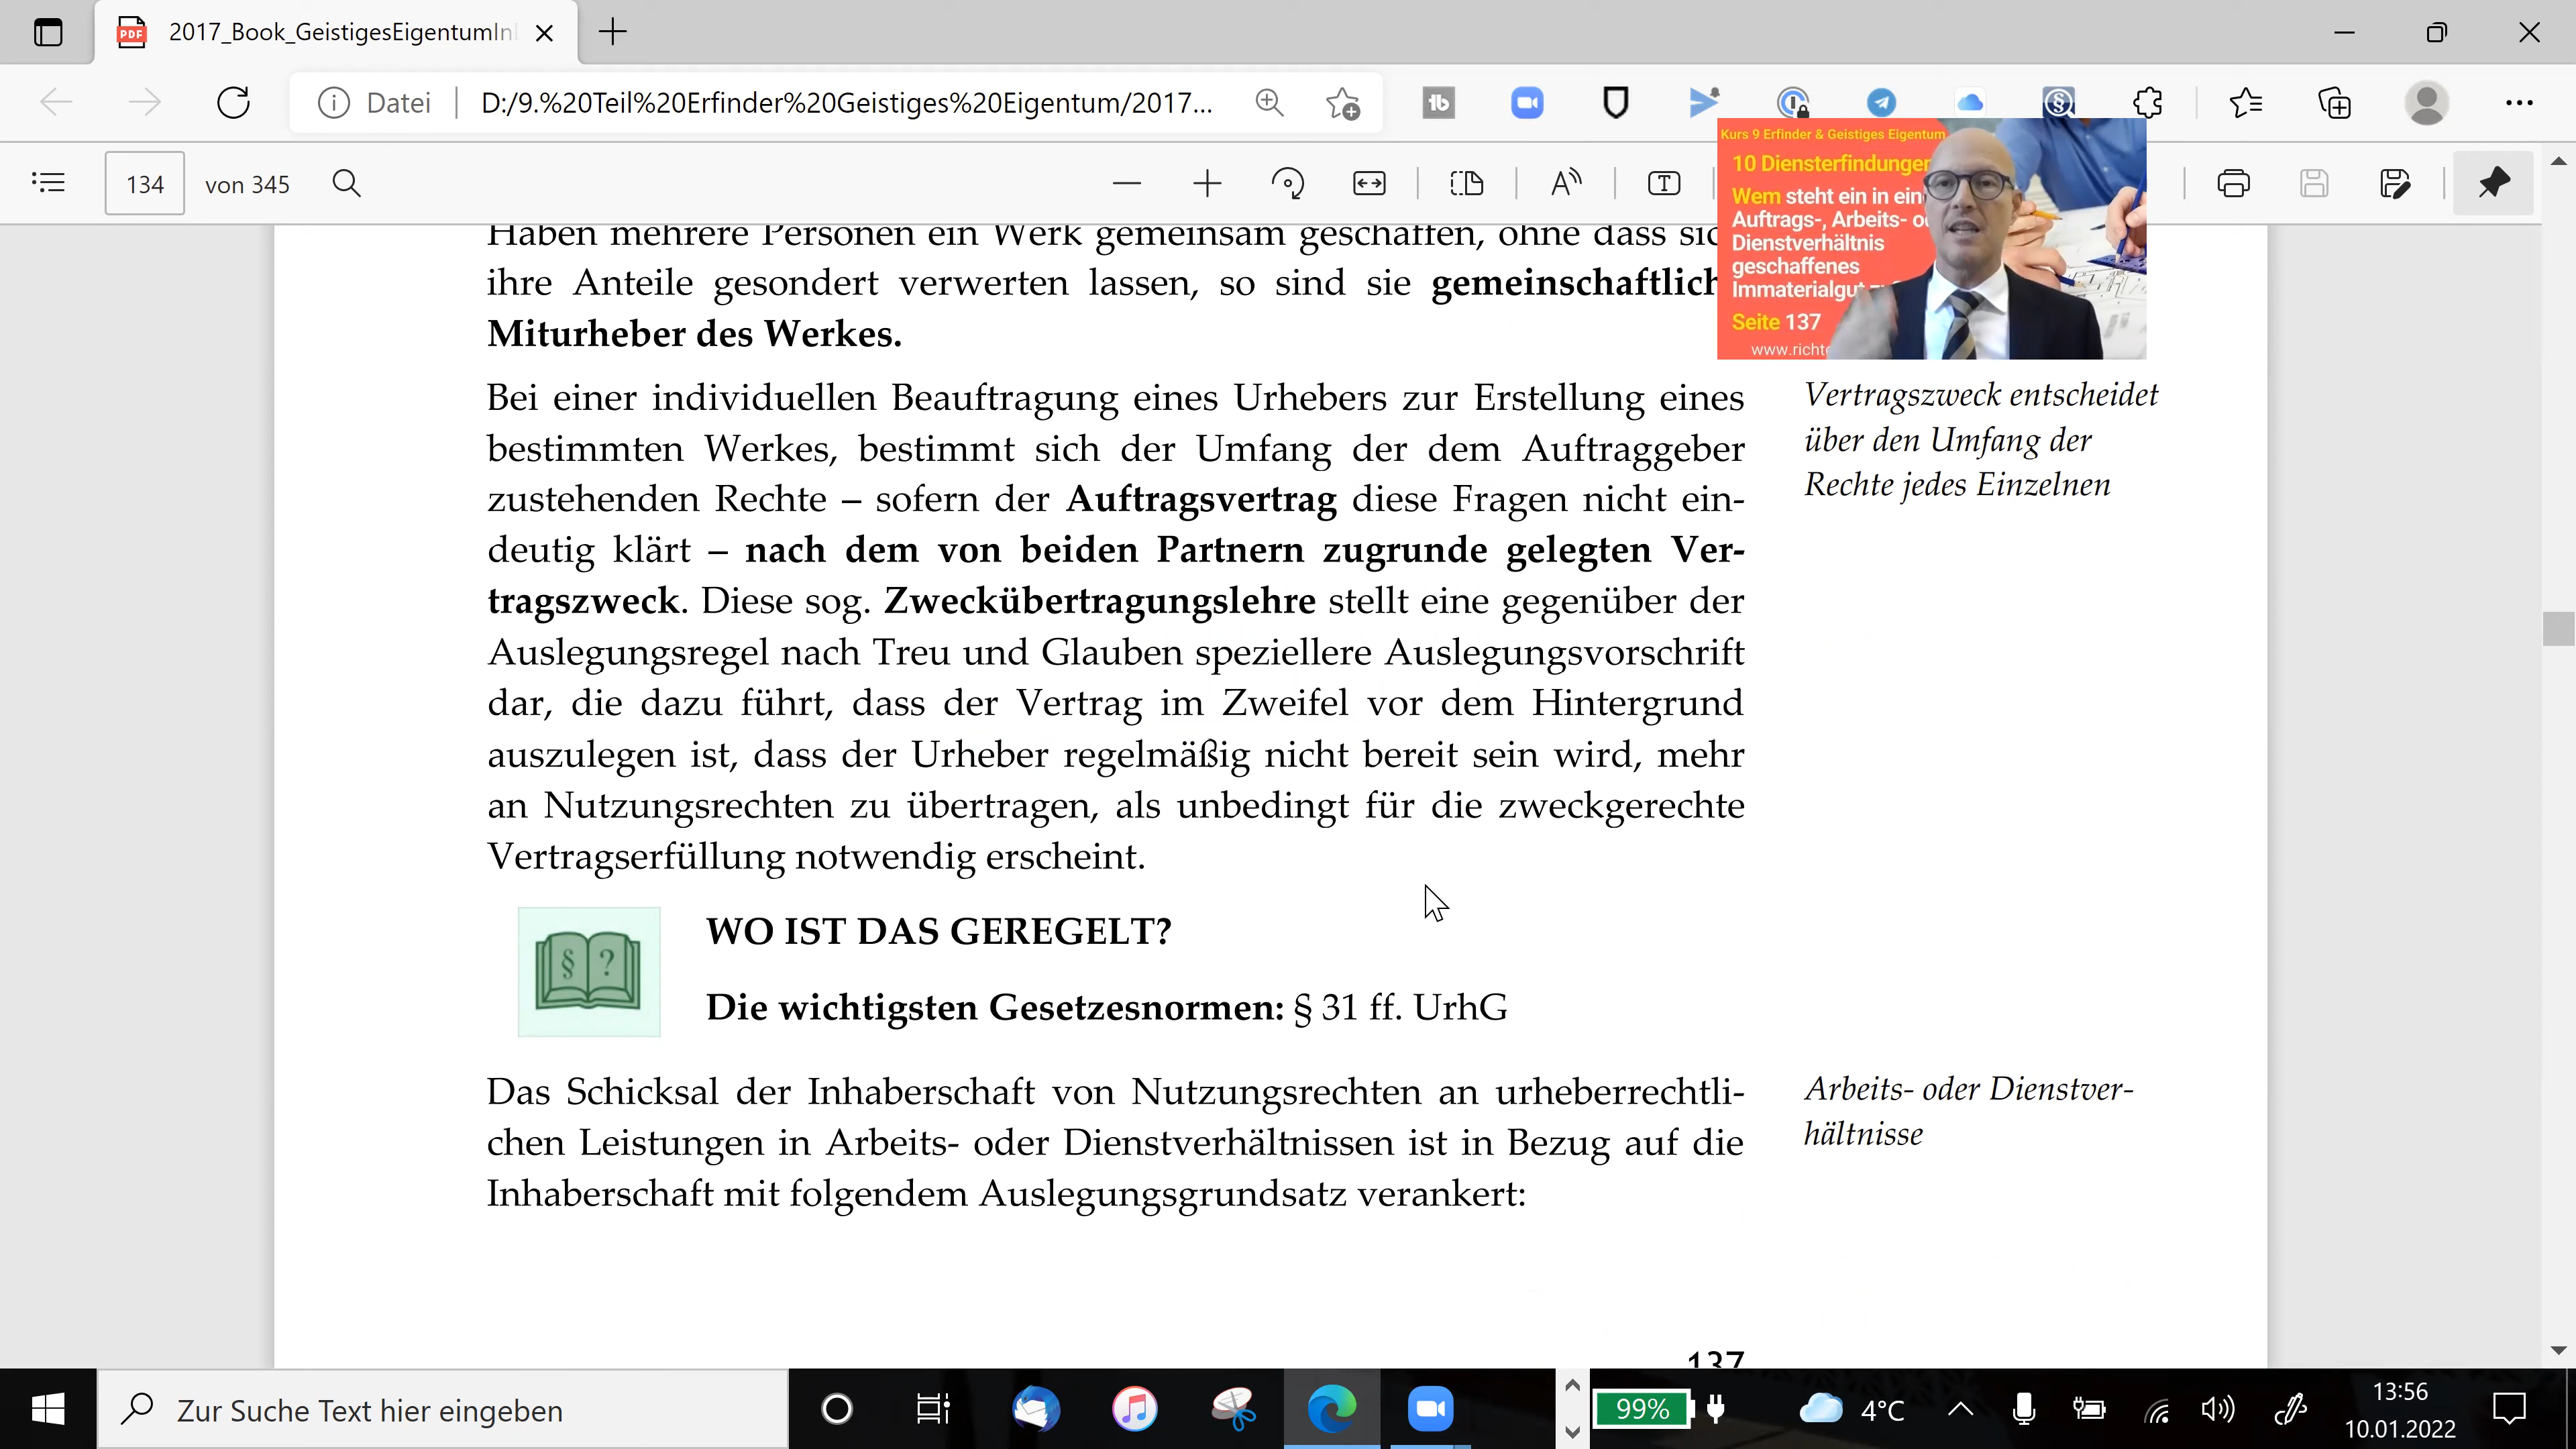 2017_Book_GeistigesEigentumIn
Datei
D:/9.%20Teil%20Erfinder%20Geistiges%20Eigentum/2017...
134 von 345
Kurs 9 Erfinder & Geistiges Eigentum
10 Diensterfindungen
Wem steht ein in ein
Auftrags-, Arbeits-
Dienstverhältnis
geschaffenes
Immaterialgut
Seite 137
www.richt
Haben mehrere Personen ein Werk gemeinsam geschaffen, ohne dass sic
ihre Anteile gesondert verwerten lassen, so sind sie gemeinschaftlich
Miturheber des Werkes.
Bei einer individuellen Beauftragung eines Urhebers zur Erstellung eines
bestimmten Werkes, bestimmt sich der Umfang der dem Auftraggeber
zustehenden Rechte – sofern der Auftragsvertrag diese Fragen nicht ein-
deutig klärt – nach dem von beiden Partnern zugrunde gelegten Ver-
tragszweck. Diese sog. Zweckübertragungslehre stellt eine gegenüber der
Auslegungsregel nach Treu und Glauben speziellere Auslegungsvorschrift
dar, die dazu führt, dass der Vertrag im Zweifel vor dem Hintergrund
auszulegen ist, dass der Urheber regelmäßig nicht bereit sein wird, mehr
an Nutzungsrechten zu übertragen, als unbedingt für die zweckgerechte
Vertragserfüllung notwendig erscheint.
Vertragszweck entscheidet
über den Umfang der
Rechte jedes Einzelnen
§ ?
WO IST DAS GEREGELT?
Die wichtigsten Gesetzesnormen: § 31 ff. UrhG
Das Schicksal der Inhaberschaft von Nutzungsrechten an urheberrechtli-
chen Leistungen in Arbeits- oder Dienstverhältnissen ist in Bezug auf die
Inhaberschaft mit folgendem Auslegungsgrundsatz verankert:
Arbeits- oder Dienstver-
hältnisse
137
Zur Suche Text hier eingeben
99%
4°C
13:56
10.01.2022